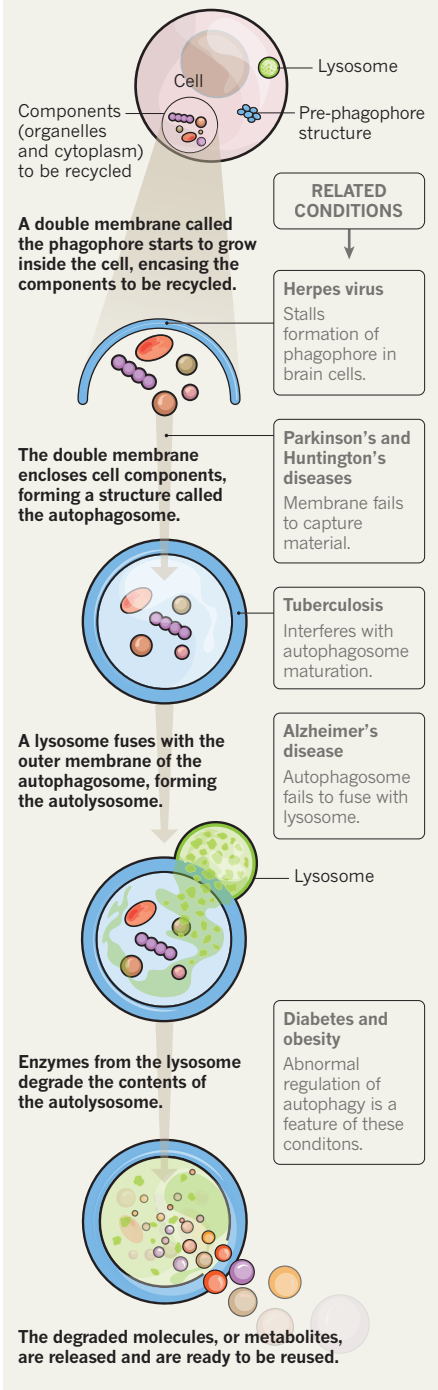 Cell
Lysosome
Components
(organelles
and cytoplasm)
to be recycled
Pre-phagophore
structure
RELATED
CONDITIONS
A double membrane called
the phagophore starts to grow
inside the cell, encasing the
components to be recycled.
Herpes virus
Stalls
formation of
phagophore in
brain cells.
The double membrane
encloses cell components,
forming a structure called
the autophagosome.
Parkinson's and
Huntington's
diseases
Membrane fails
to capture
material.
Tuberculosis
Interferes with
autophagosome
maturation.
A lysosome fuses with the
outer membrane of the
autophagosome, forming
the autolysosome.
Alzheimer's
disease
Autophagosome
fails to fuse with
lysosome.
Lysosome
Enzymes from the lysosome
degrade the contents of
the autolysosome.
Diabetes and
obesity
Abnormal
regulation of
autophagy is a
feature of these
conditons.
The degraded molecules, or metabolites,
are released and are ready to be reused.